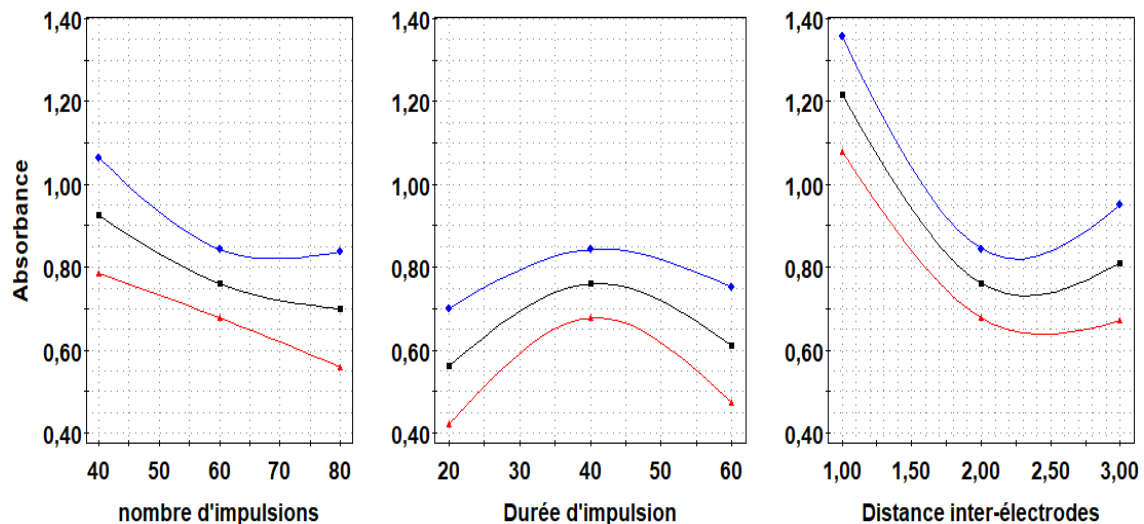 Absorbance
1,40
1,20
1,00
0,80
0,60
0,40
40 50 60 70 80
nombre d'impulsions
1,40
1,20
1,00
0,80
0,60
0,40
20 30 40 50 60
Durée d'impulsion
1,40
1,20
1,00
0,80
0,60
0,40
1,00 1,50 2,00 2,50 3,00
Distance inter-électrodes